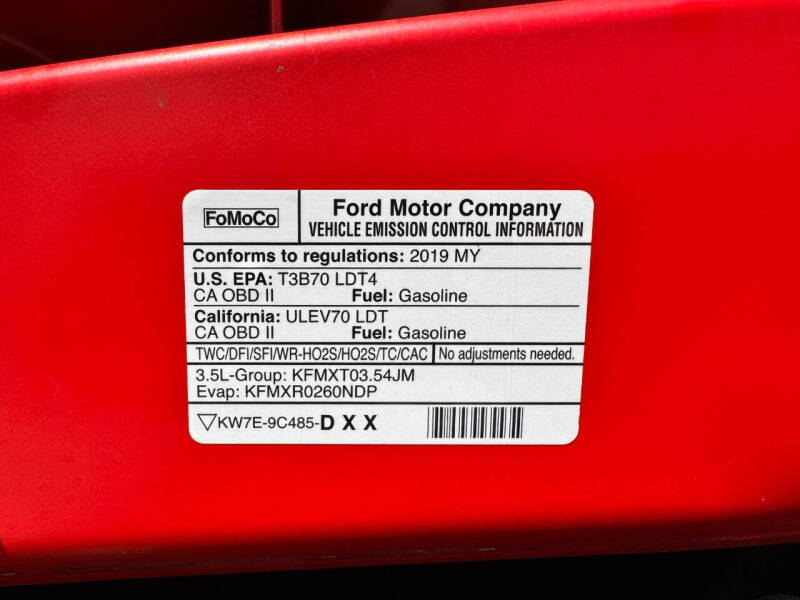 FoMoCo
Ford Motor Company
VEHICLE EMISSION CONTROL INFORMATION
Conforms to regulations: 2019 MY
U.S. EPA: T3B70 LDT4
CA OBD II Fuel: Gasoline
California: ULEV70 LDT
CA OBD II Fuel: Gasoline
TWC/DFI/SFI/WR-HO2S/HO2S/TC/CAC No adjustments needed.
3.5L-Group: KFMXT03.54JM
Evap: KFMXR0260NDP
▽KW7E-9C485-DXX